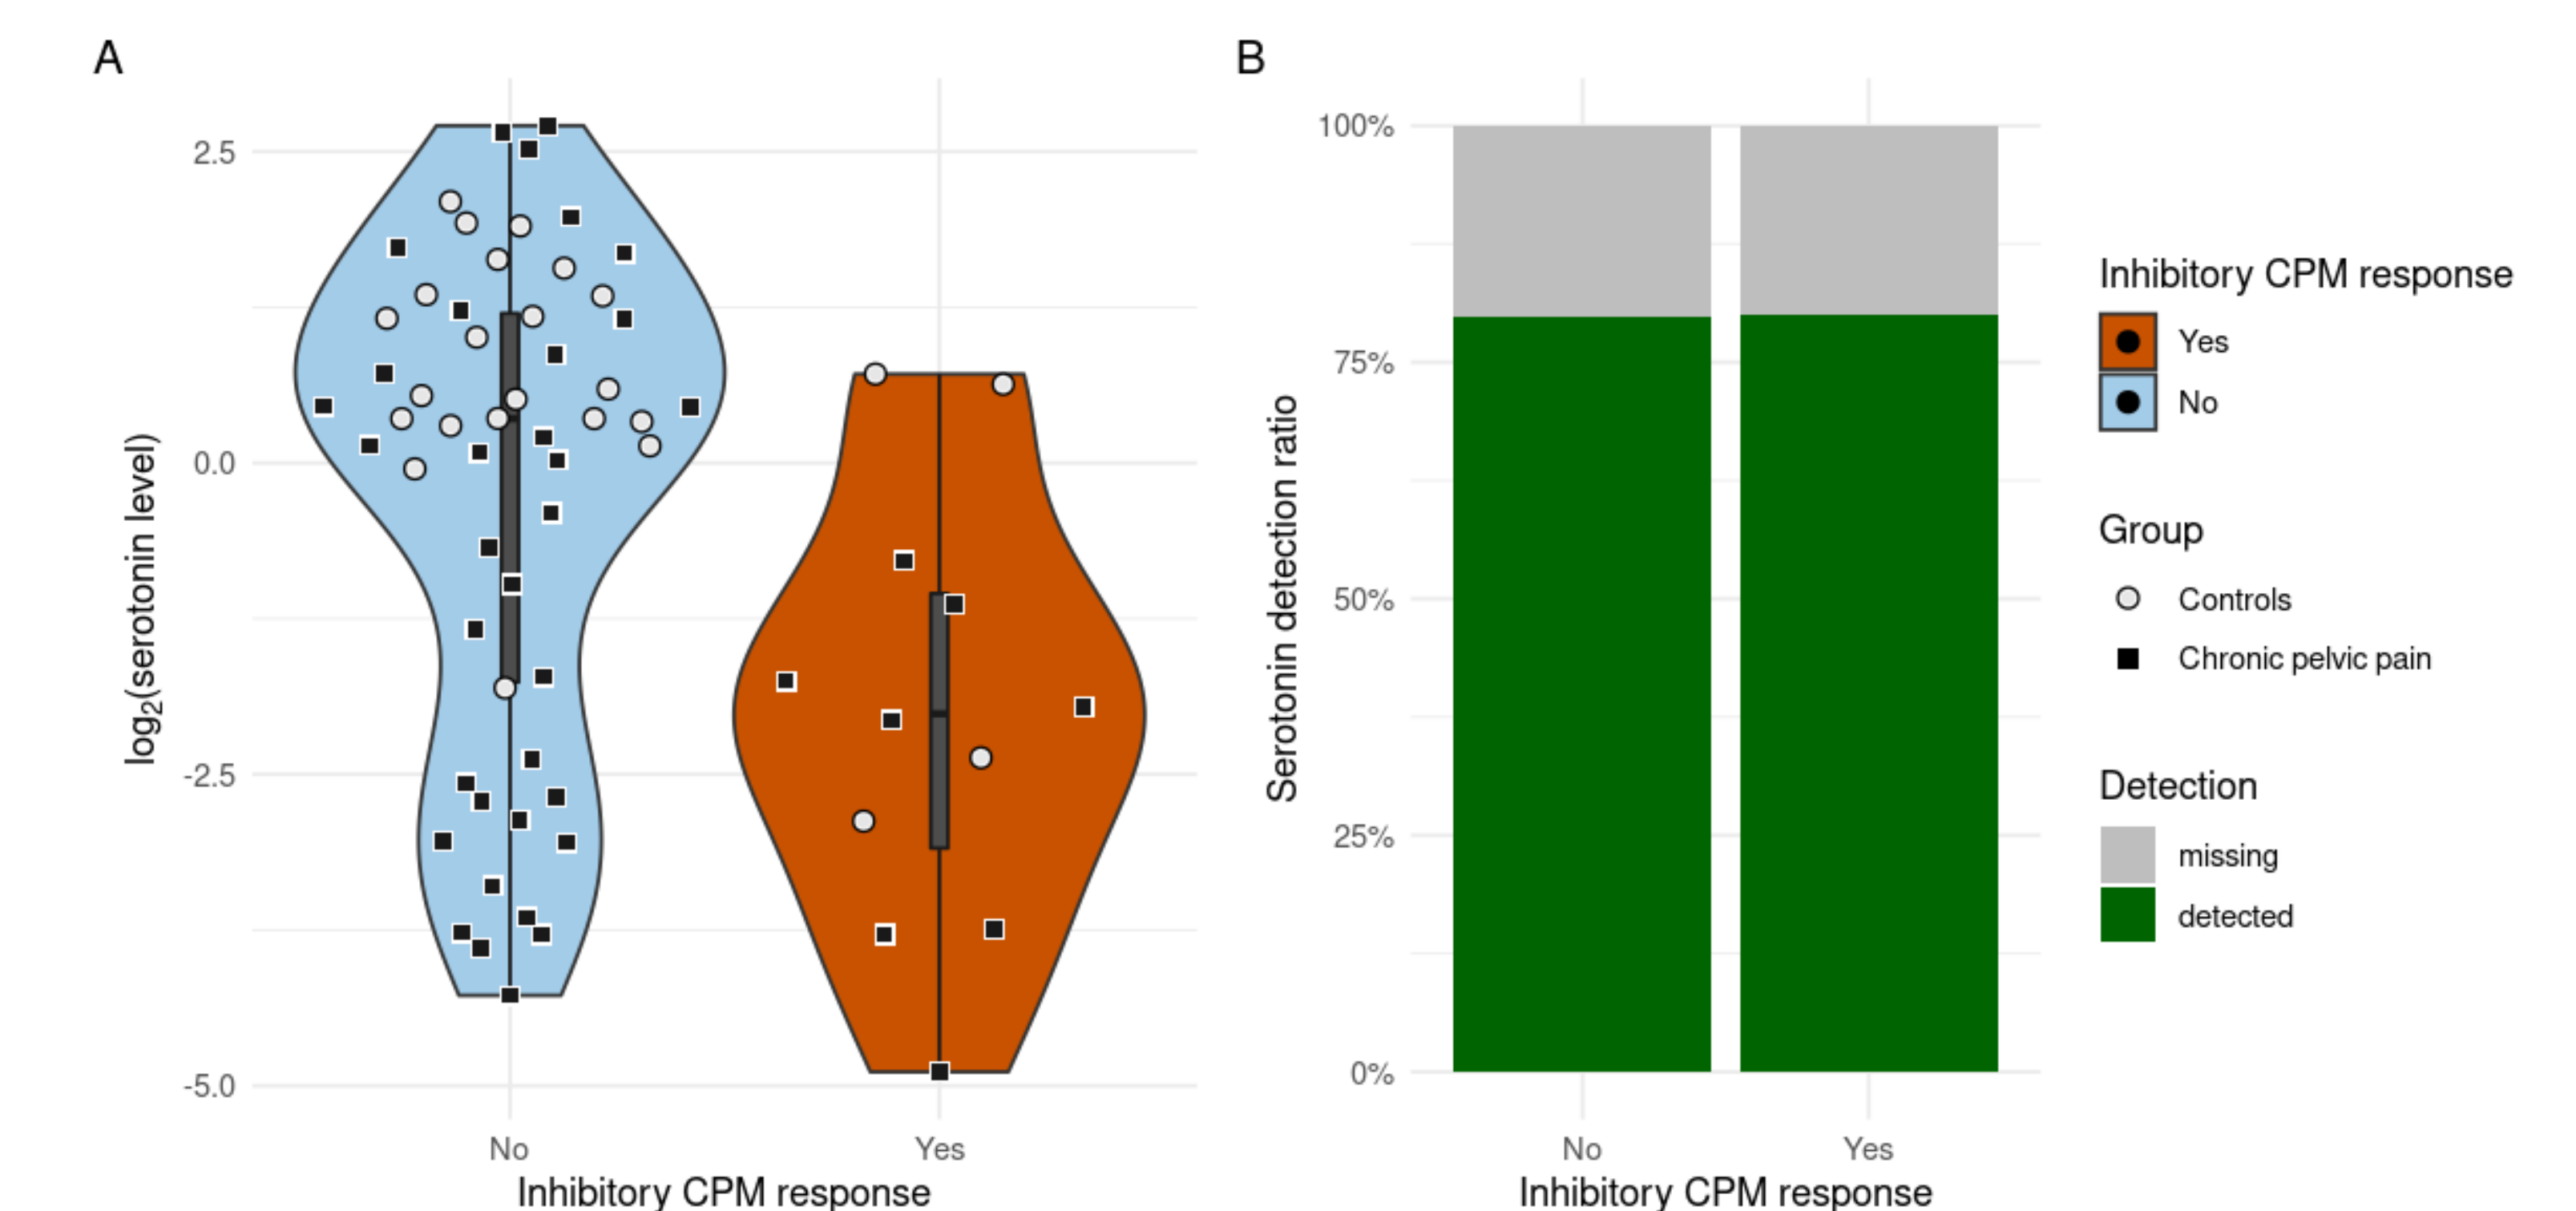 A
B
2.5
0.0
-2.5
-5.0
log2(serotonin level)
No
Yes
Inhibitory CPM response
100%
75%
50%
25%
0%
Serotonin detection ratio
No
Yes
Inhibitory CPM response
Inhibitory CPM response
Yes
No
Group
Controls
Chronic pelvic pain
Detection
missing
detected